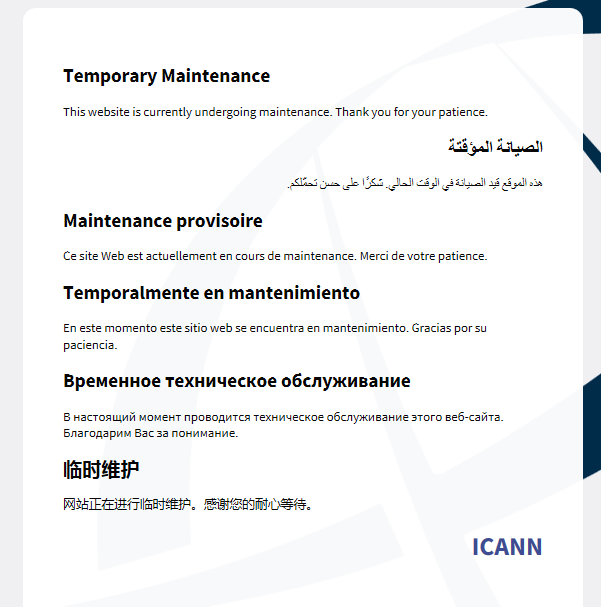 Temporary Maintenance
This website is currently undergoing maintenance. Thank you for your patience.
الصيانة المؤقتة
هذه الموقع قيد الصيانة في الوقت الحالي. شكرًا على حسن تحمّلكم.
Maintenance provisoire
Ce site Web est actuellement en cours de maintenance. Merci de votre patience.
Temporalmente en mantenimiento
En este momento este sitio web se encuentra en mantenimiento. Gracias por su
paciencia.
Временное техническое обслуживание
В настоящий момент проводится техническое обслуживание этого веб-сайта.
Благодарим Вас за понимание.
临时维护
网站正在进行临时维护。感谢您的耐心等待。
ICANN